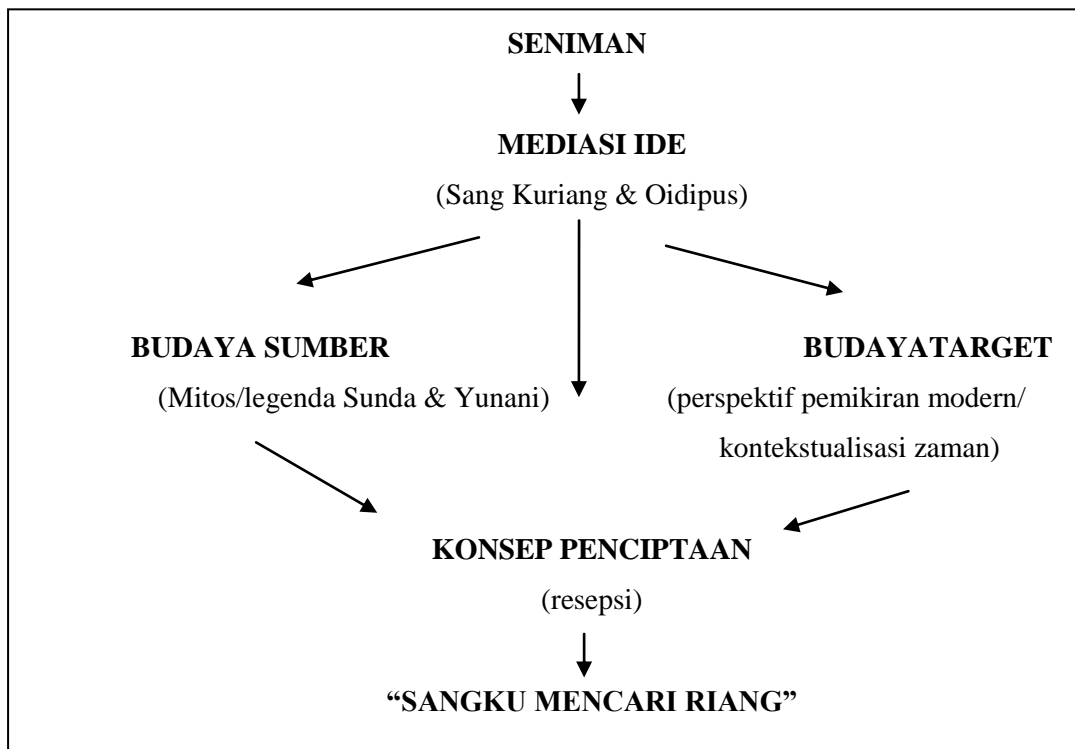 SENIMAN
MEDIASI IDE
(Sang Kuriang & Oidipus)
BUDAYA SUMBER
(Mitos/legenda Sunda & Yunani)
BUDAYATARGET
(perspektif pemikiran modern/
kontekstualisasi zaman)
KONSEP PENCIPTAAN
(resepsi)
“SANGKU MENCARI RIANG”